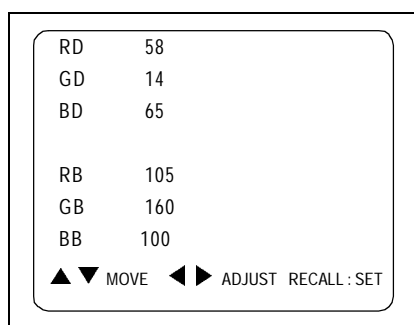 RD 58
GD 14
BD 65
RB 105
GB 160
BB 100
▲ ▼ MOVE ◀ ▶ ADJUST RECALL : SET